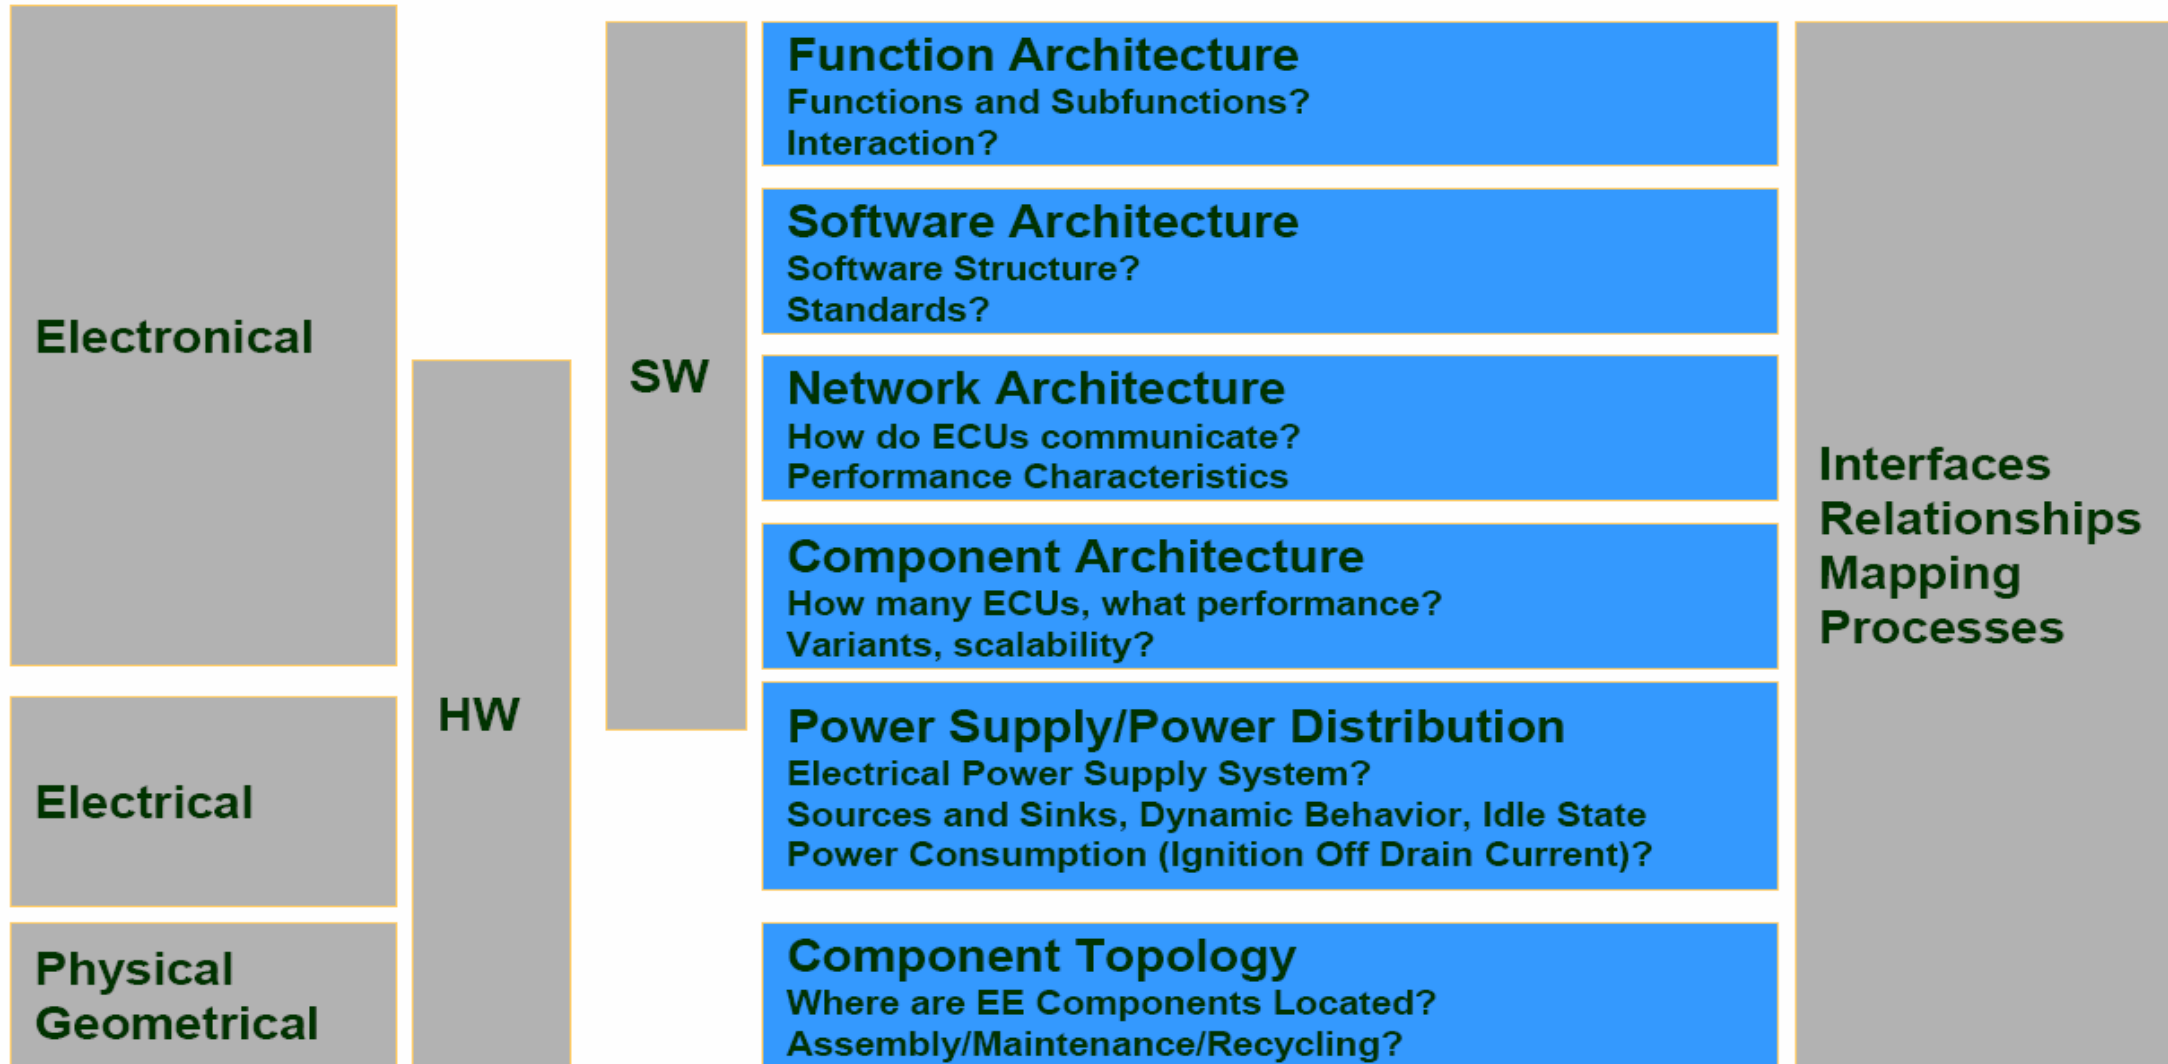 Electronical
Electrical
Physical
Geometrical
HW
SW
Function Architecture
Functions and Subfunctions?
Interaction?
Software Architecture
Software Structure?
Standards?
Network Architecture
How do ECUs communicate?
Performance Characteristics
Component Architecture
How many ECUs, what performance?
Variants, scalability?
Power Supply/Power Distribution
Electrical Power Supply System?
Sources and Sinks, Dynamic Behavior, Idle State
Power Consumption (Ignition Off Drain Current)?
Component Topology
Where are EE Components Located?
Assembly/Maintenance/Recycling?
Interfaces
Relationships
Mapping
Processes